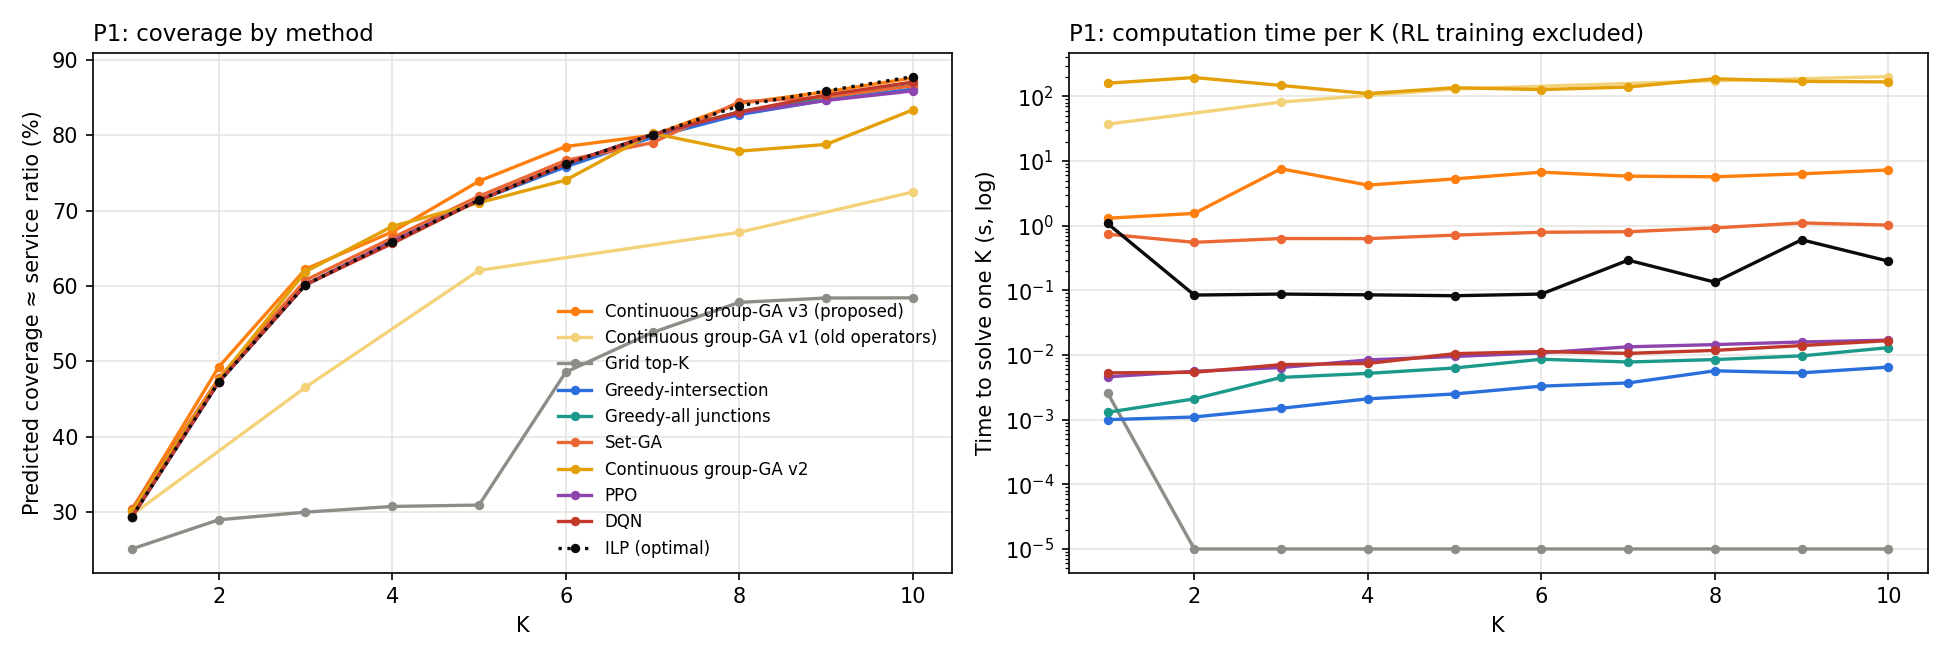 P1: coverage by method
Predicted coverage ≈ service ratio (%)
90
80
70
60
50
40
30
2
4
6
8
10
K
Continuous group-GA v3 (proposed)
Continuous group-GA v1 (old operators)
Grid top-K
Greedy-intersection
Greedy-all junctions
Set-GA
Continuous group-GA v2
PPO
DQN
ILP (optimal)
P1: computation time per K (RL training excluded)
Time to solve one K (s, log)
10²
10¹
10⁰
10⁻¹
10⁻²
10⁻³
10⁻⁴
10⁻⁵
2
4
6
8
10
K